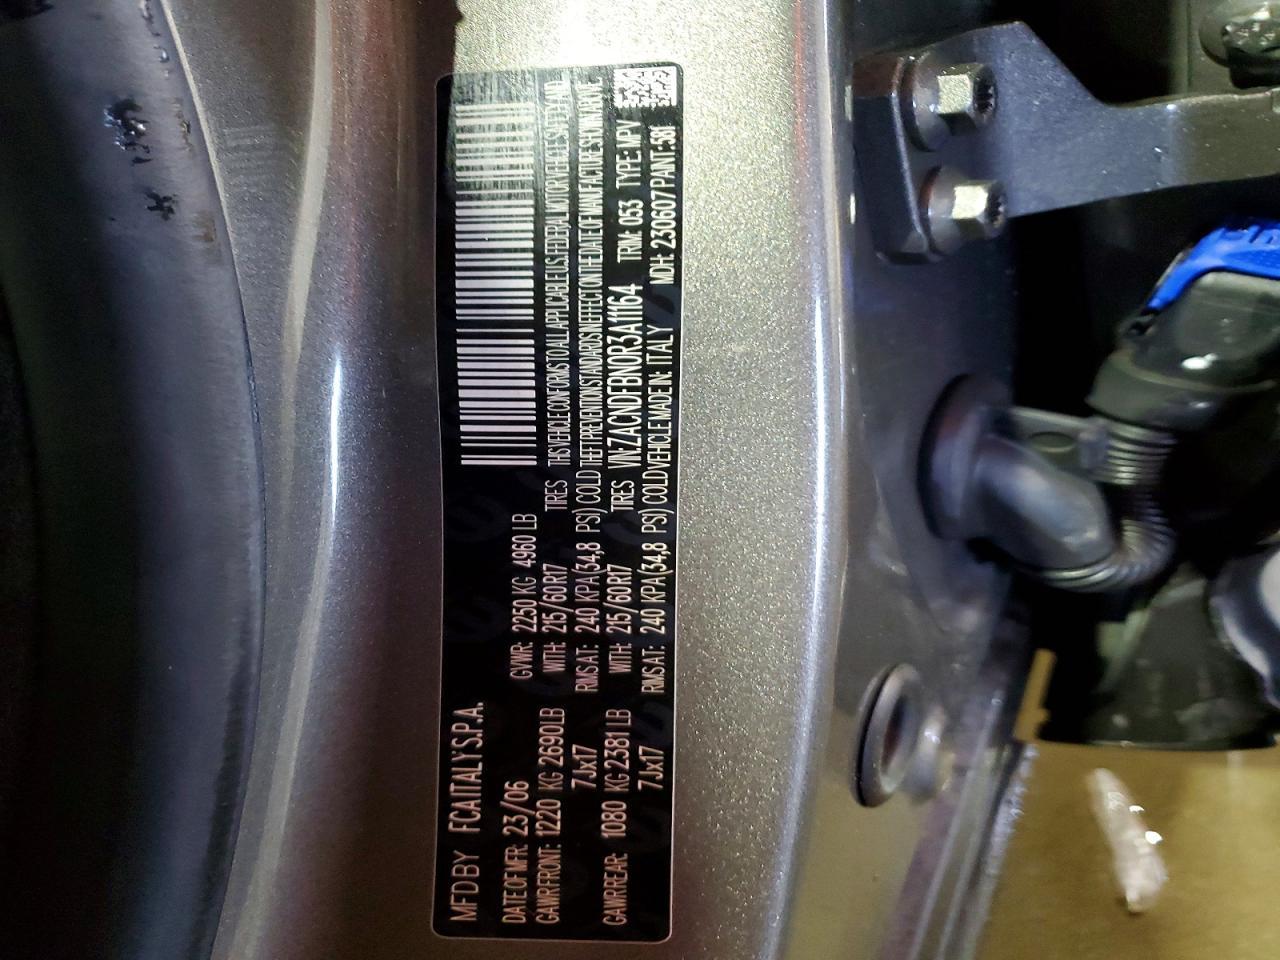 MFD BY FCA ITALY S.P.A.
DATE OF MFR: 23/06 GVWR: 2250 KG 4960 LB
GAWR FRONT: 1220 KG 2690 LB WITH: 215/60R17 TIRES
7Jx17 RIMS AT: 240 KPA(34,8 PSI) COLD
GAWR REAR: 1080 KG 2381 LB WITH: 215/60R17 TIRES
7Jx17 RIMS AT: 240 KPA(34,8 PSI) COLD
THIS VEHICLE CONFORMS TO ALL APPLICABLE U.S. FEDERAL MOTOR VEHICLE SAFETY AND
THEFT PREVENTION STANDARDS IN EFFECT ON THE DATE OF MANUFACTURE SHOWN ABOVE.
VIN: ZACNDFBN0R3A11164 TRIM: 053 TYPE: MPV
VEHICLE MADE IN: ITALY MDH: 230607 PAINT: